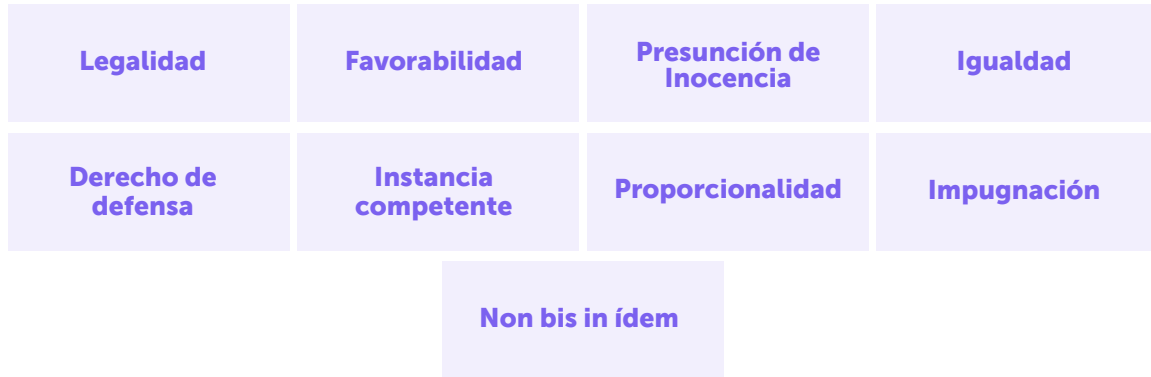 Legalidad
Favorabilidad
Presunción de
Inocencia
Igualdad
Derecho de
defensa
Instancia
competente
Proporcionalidad
Impugnación
Non bis in ídem